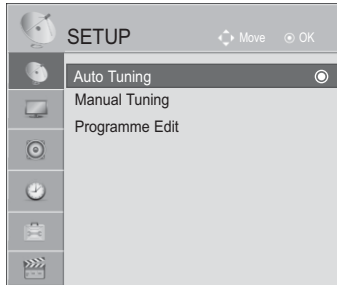 SETUP
Move OK
Auto Tuning
Manual Tuning
Programme Edit